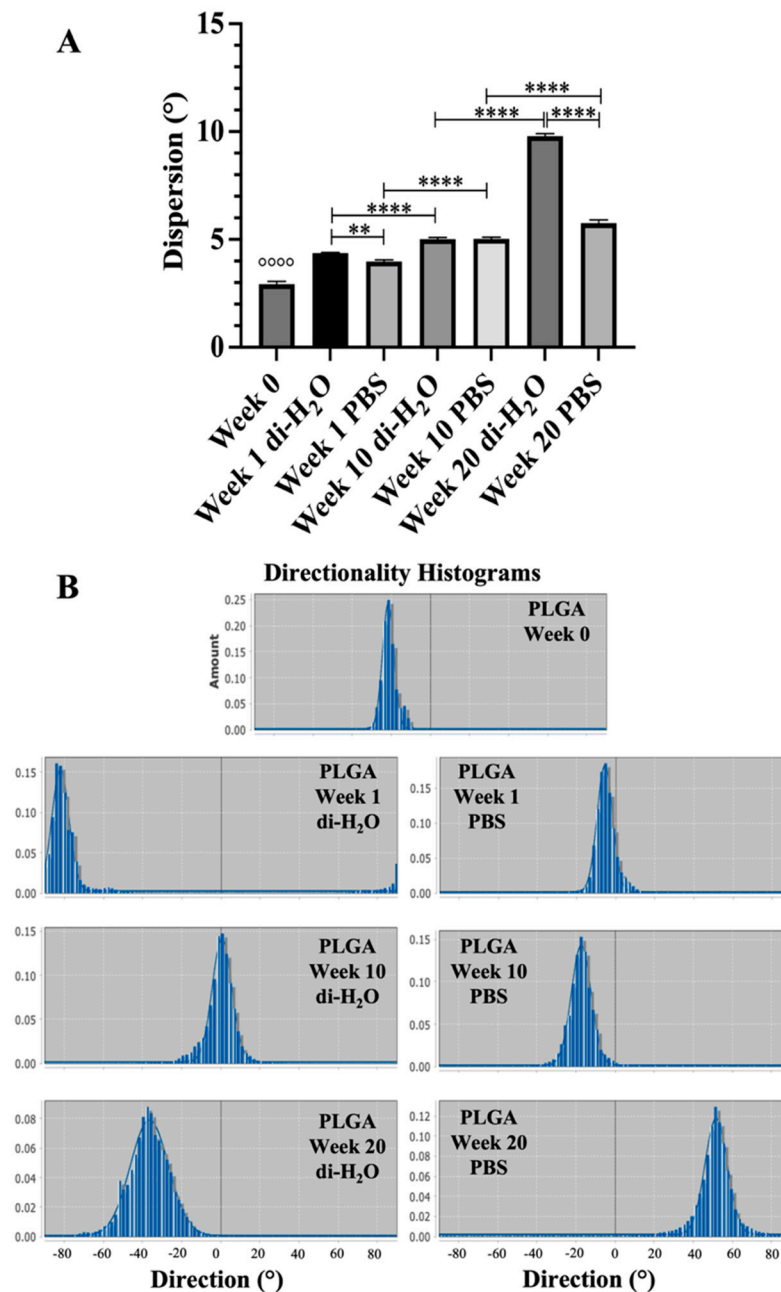 A
Dispersion (°)
15
10
5
0
****
****
****
****
****
**
°°°°
Week 0
Week 1 di-H₂O
Week 1 PBS
Week 10 di-H₂O
Week 10 PBS
Week 20 di-H₂O
Week 20 PBS
B
Directionality Histograms
Amount
0.25
0.20
0.15
0.10
0.05
0.00
PLGA
Week 0
0.15
0.10
0.05
0.00
PLGA
Week 1
di-H₂O
0.15
0.10
0.05
0.00
PLGA
Week 1
PBS
0.15
0.10
0.05
0.00
PLGA
Week 10
di-H₂O
0.15
0.10
0.05
0.00
PLGA
Week 10
PBS
0.08
0.06
0.04
0.02
0.00
PLGA
Week 20
di-H₂O
0.12
0.10
0.08
0.06
0.04
0.02
0.00
PLGA
Week 20
PBS
-80 -60 -40 -20 0 20 40 60 80
-80 -60 -40 -20 0 20 40 60 80
Direction (°)
Direction (°)